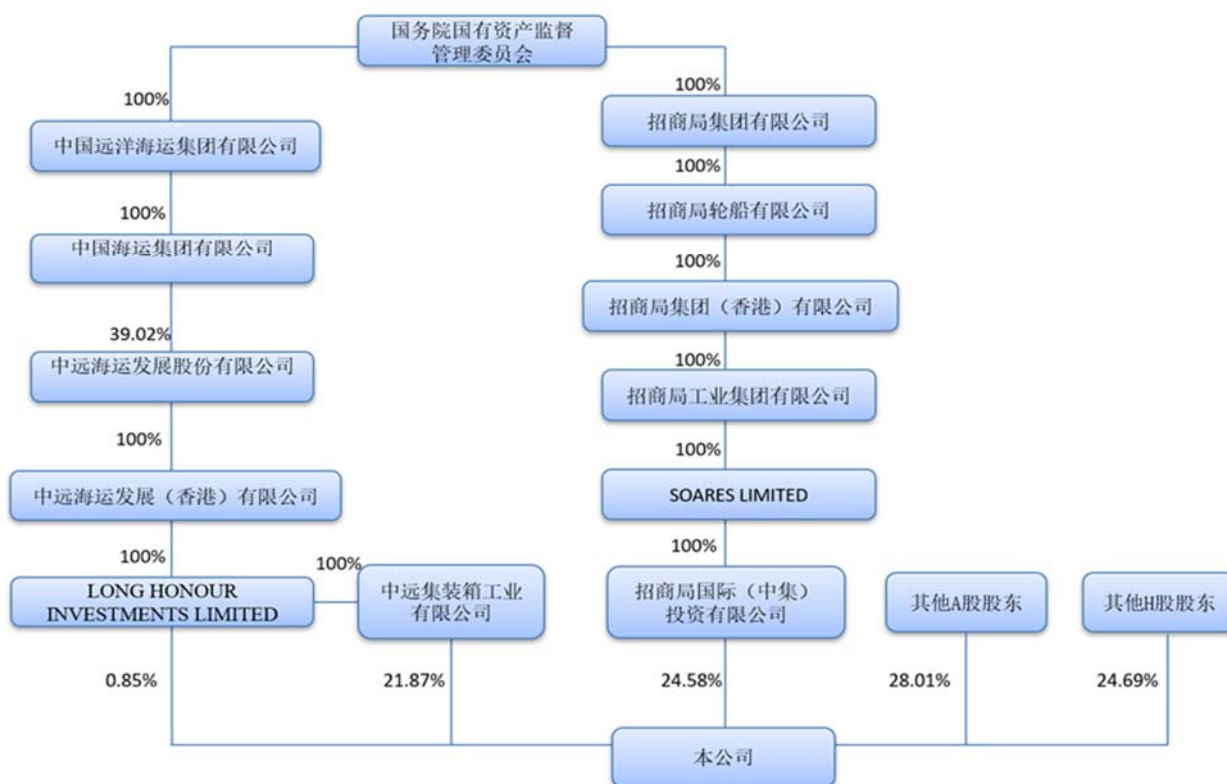 国务院国有资产监督
管理委员会
100%
100%
中国远洋海运集团有限公司
招商局集团有限公司
100%
100%
中国海运集团有限公司
招商局轮船有限公司
39.02%
100%
中远海运发展股份有限公司
招商局集团（香港）有限公司
100%
100%
中远海运发展（香港）有限公司
招商局工业集团有限公司
100%
100%
LONG HONOUR
INVESTMENTS LIMITED
100%
中远集装箱工业
有限公司
SOARES LIMITED
100%
招商局国际（中集）
投资有限公司
其他A股股东
其他H股股东
0.85%
21.87%
24.58%
28.01%
24.69%
本公司